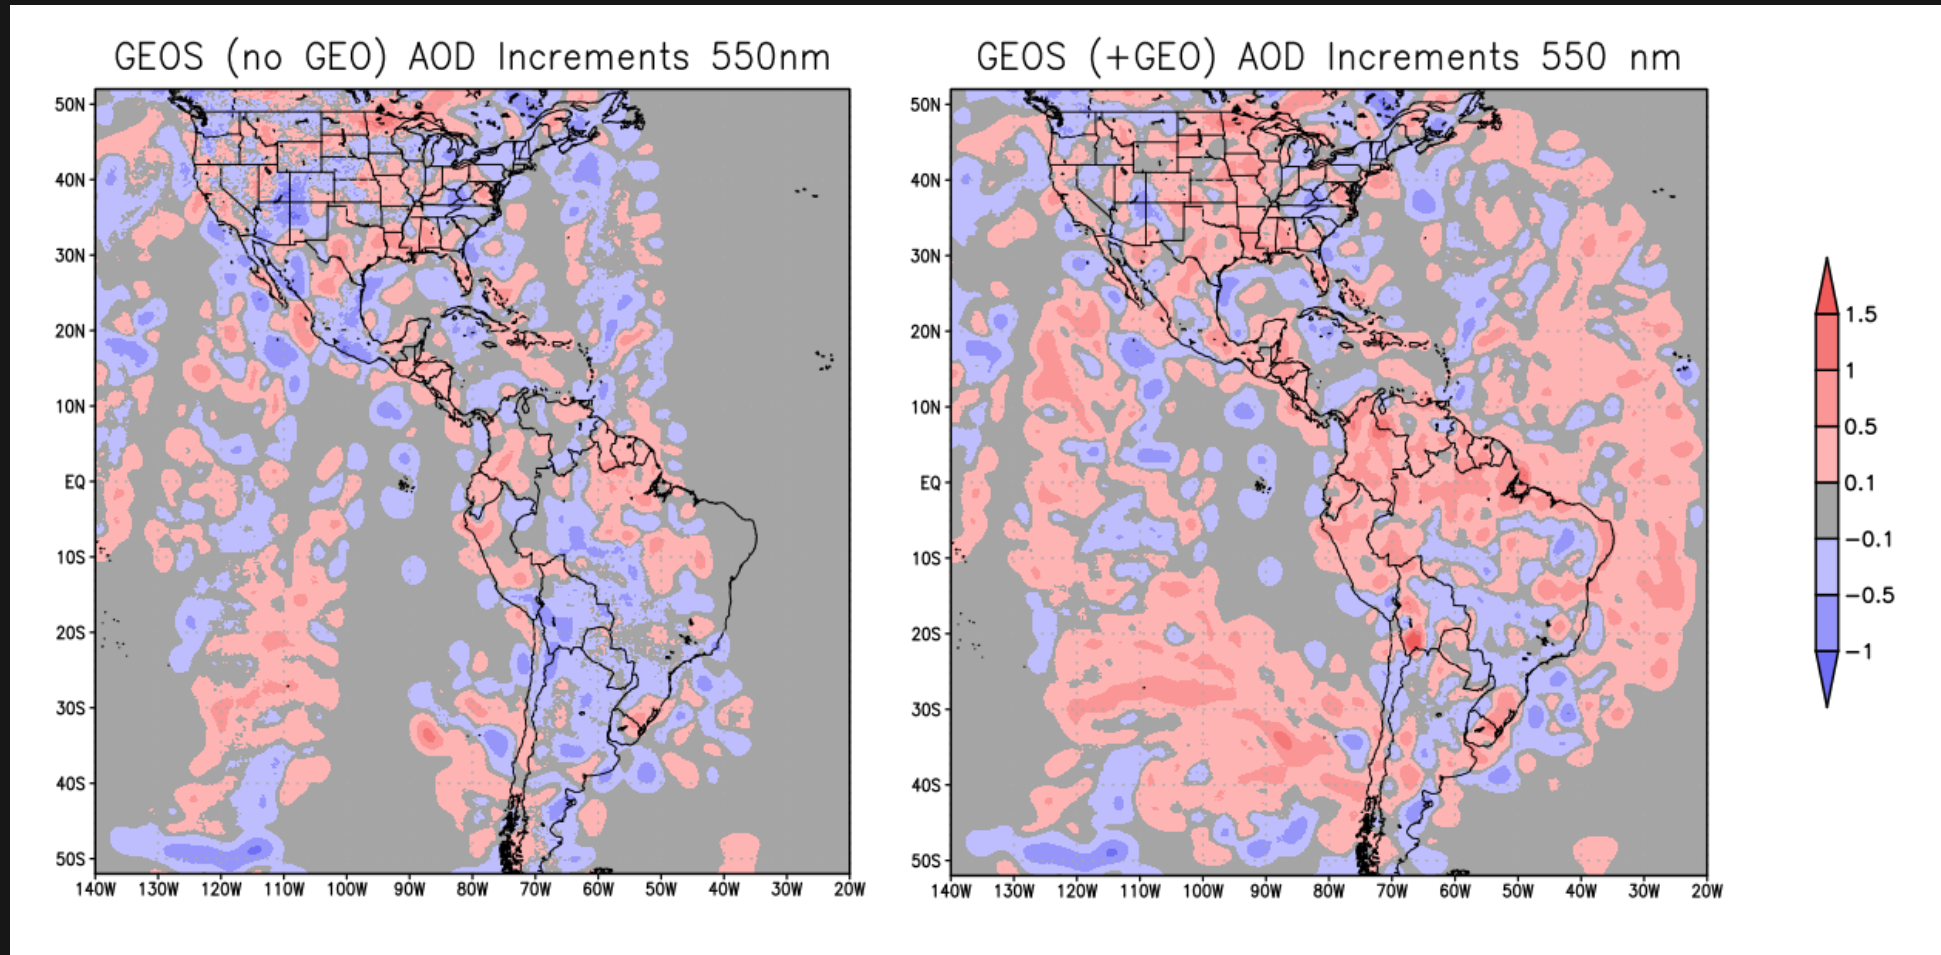 GEOS (no GEO) AOD Increments 550nm
50N
40N
30N
20N
10N
EQ
10S
20S
30S
40S
50S
140W 130W 120W 110W 100W 90W 80W 70W 60W 50W 40W 30W 20W
GEOS (+GEO) AOD Increments 550 nm
50N
40N
30N
20N
10N
EQ
10S
20S
30S
40S
50S
140W 130W 120W 110W 100W 90W 80W 70W 60W 50W 40W 30W 20W
1.5
1
0.5
0.1
−0.1
−0.5
−1